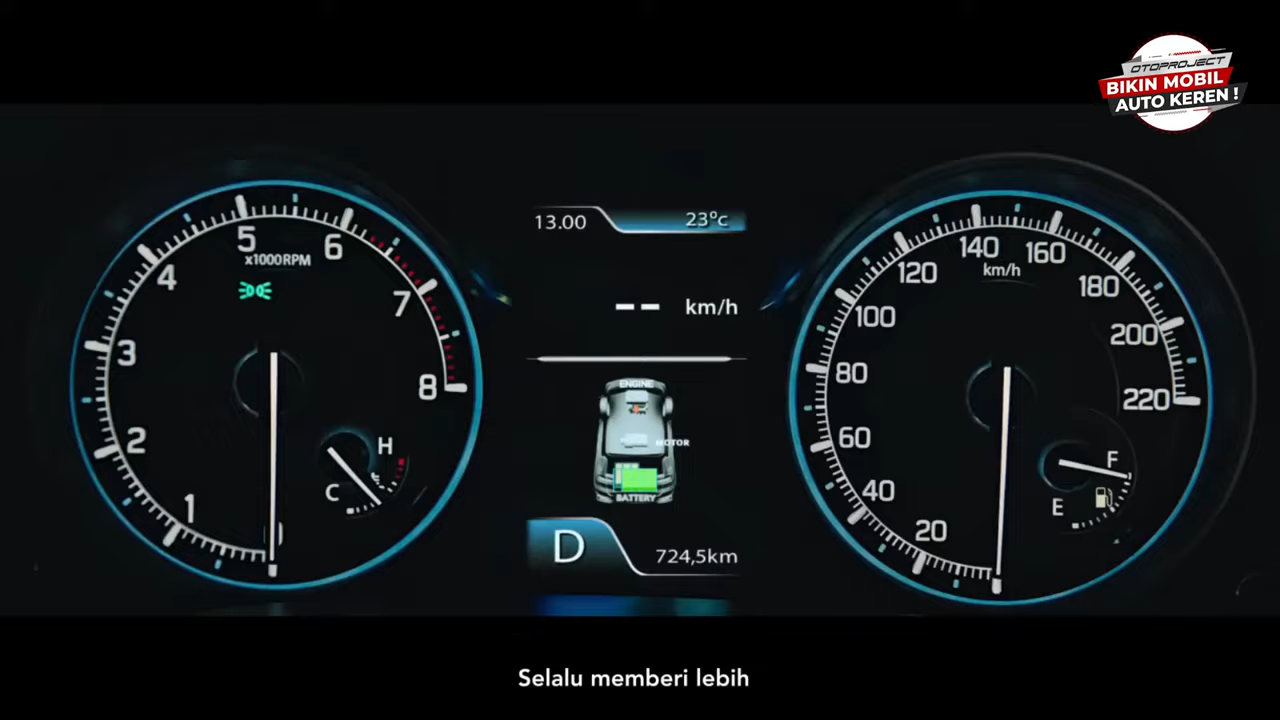 OTOPROJECT
BIKIN MOBIL
AUTO KEREN !
5
6
x1000RPM
4
7
3
8
2
1
H
C
13.00
23°C
-- km/h
ENGINE
MOTOR
BATTERY
D
724,5km
140
160
km/h
120
180
100
200
80
220
60
40
20
F
E
Selalu memberi lebih